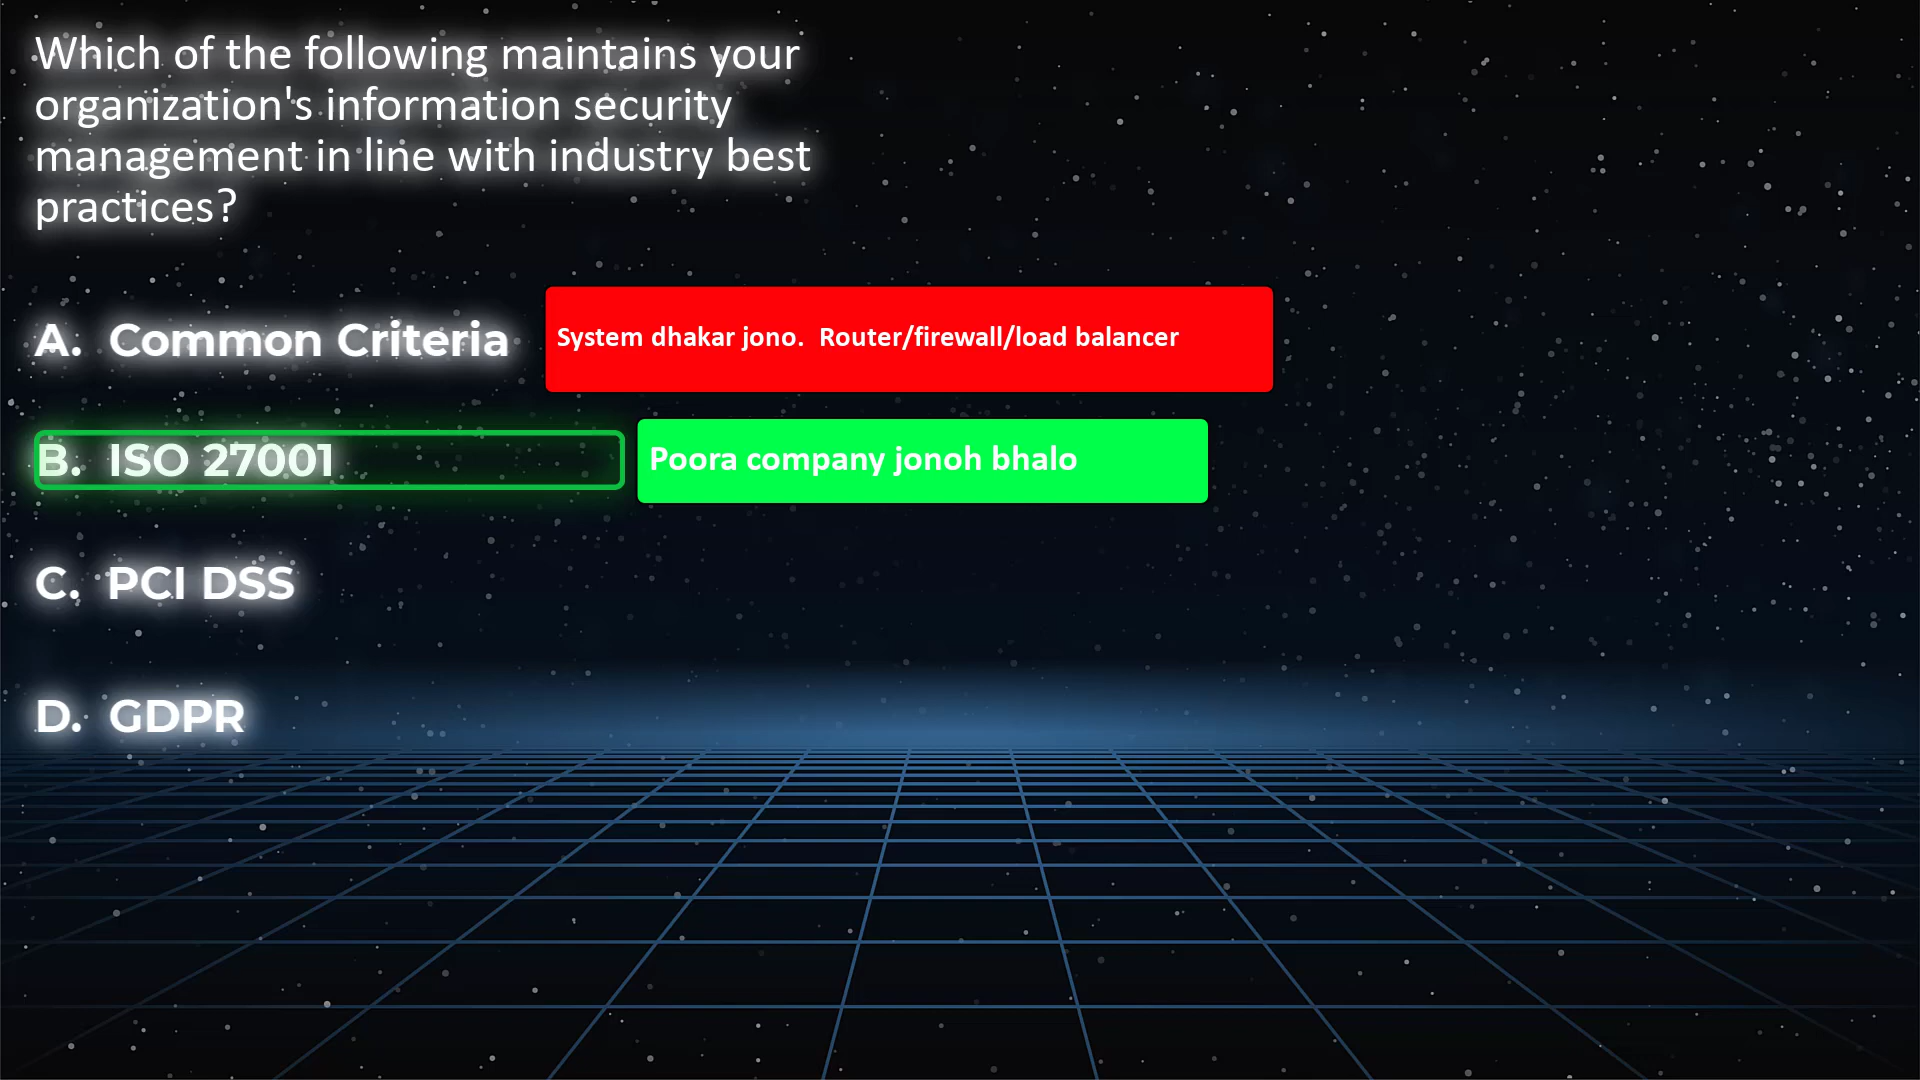 Which of the following maintains your
organization's information security
management in line with industry best
practices?
A. Common Criteria
System dhakar jono. Router/firewall/load balancer
B. ISO 27001
Poora company jonoh bhalo
C. PCI DSS
D. GDPR